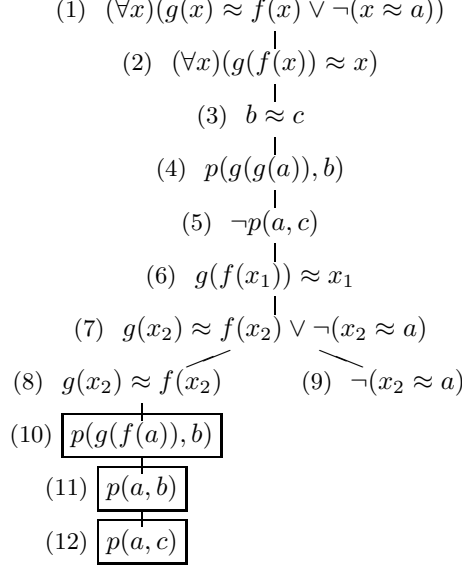 (1) (∀x)(g(x) ≈ f(x) ∨ ¬(x ≈ a))
(2) (∀x)(g(f(x)) ≈ x)
(3) b ≈ c
(4) p(g(g(a)), b)
(5) ¬p(a, c)
(6) g(f(x₁)) ≈ x₁
(7) g(x₂) ≈ f(x₂) ∨ ¬(x₂ ≈ a)
(8) g(x₂) ≈ f(x₂) (9) ¬(x₂ ≈ a)
(10) p(g(f(a)), b)
(11) p(a, b)
(12) p(a, c)